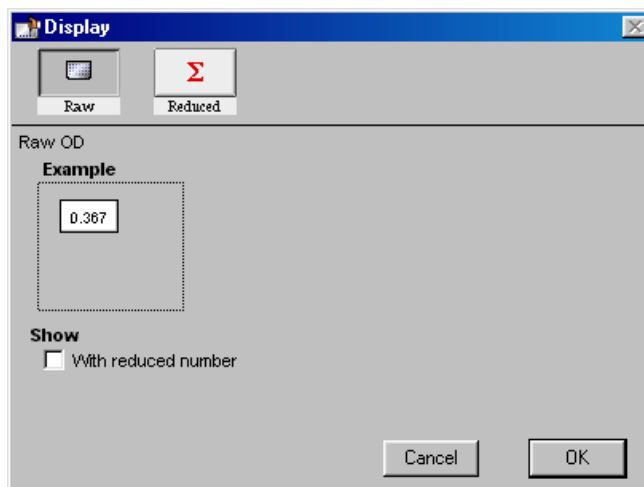 Display
Σ
Raw Reduced
Raw OD
Example
0.367
Show
With reduced number
Cancel OK